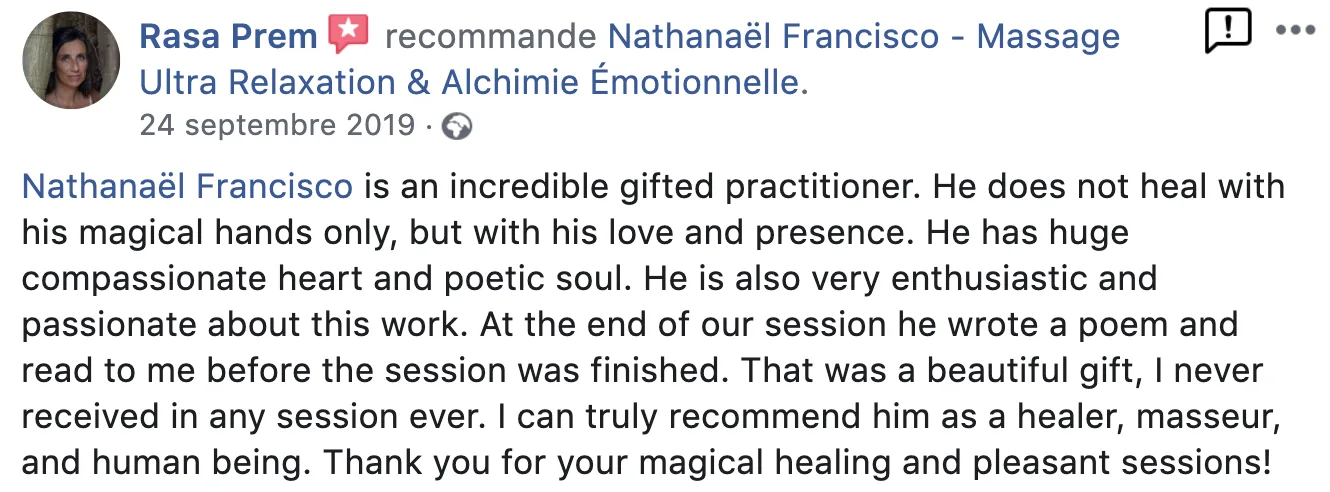 Rasa Prem recommande Nathanaël Francisco - Massage
Ultra Relaxation & Alchimie Émotionnelle.
24 septembre 2019 ·
Nathanaël Francisco is an incredible gifted practitioner. He does not heal with
his magical hands only, but with his love and presence. He has huge
compassionate heart and poetic soul. He is also very enthusiastic and
passionate about this work. At the end of our session he wrote a poem and
read to me before the session was finished. That was a beautiful gift, I never
received in any session ever. I can truly recommend him as a healer, masseur,
and human being. Thank you for your magical healing and pleasant sessions!